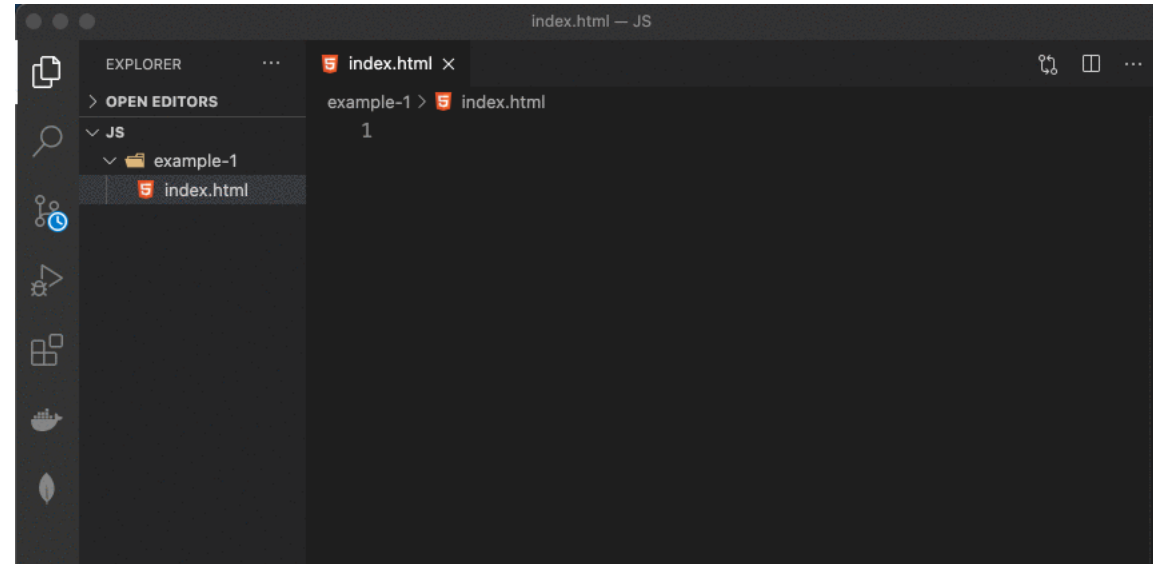 index.html — JS
EXPLORER
index.html
OPEN EDITORS
example-1 > index.html
JS
1
example-1
index.html